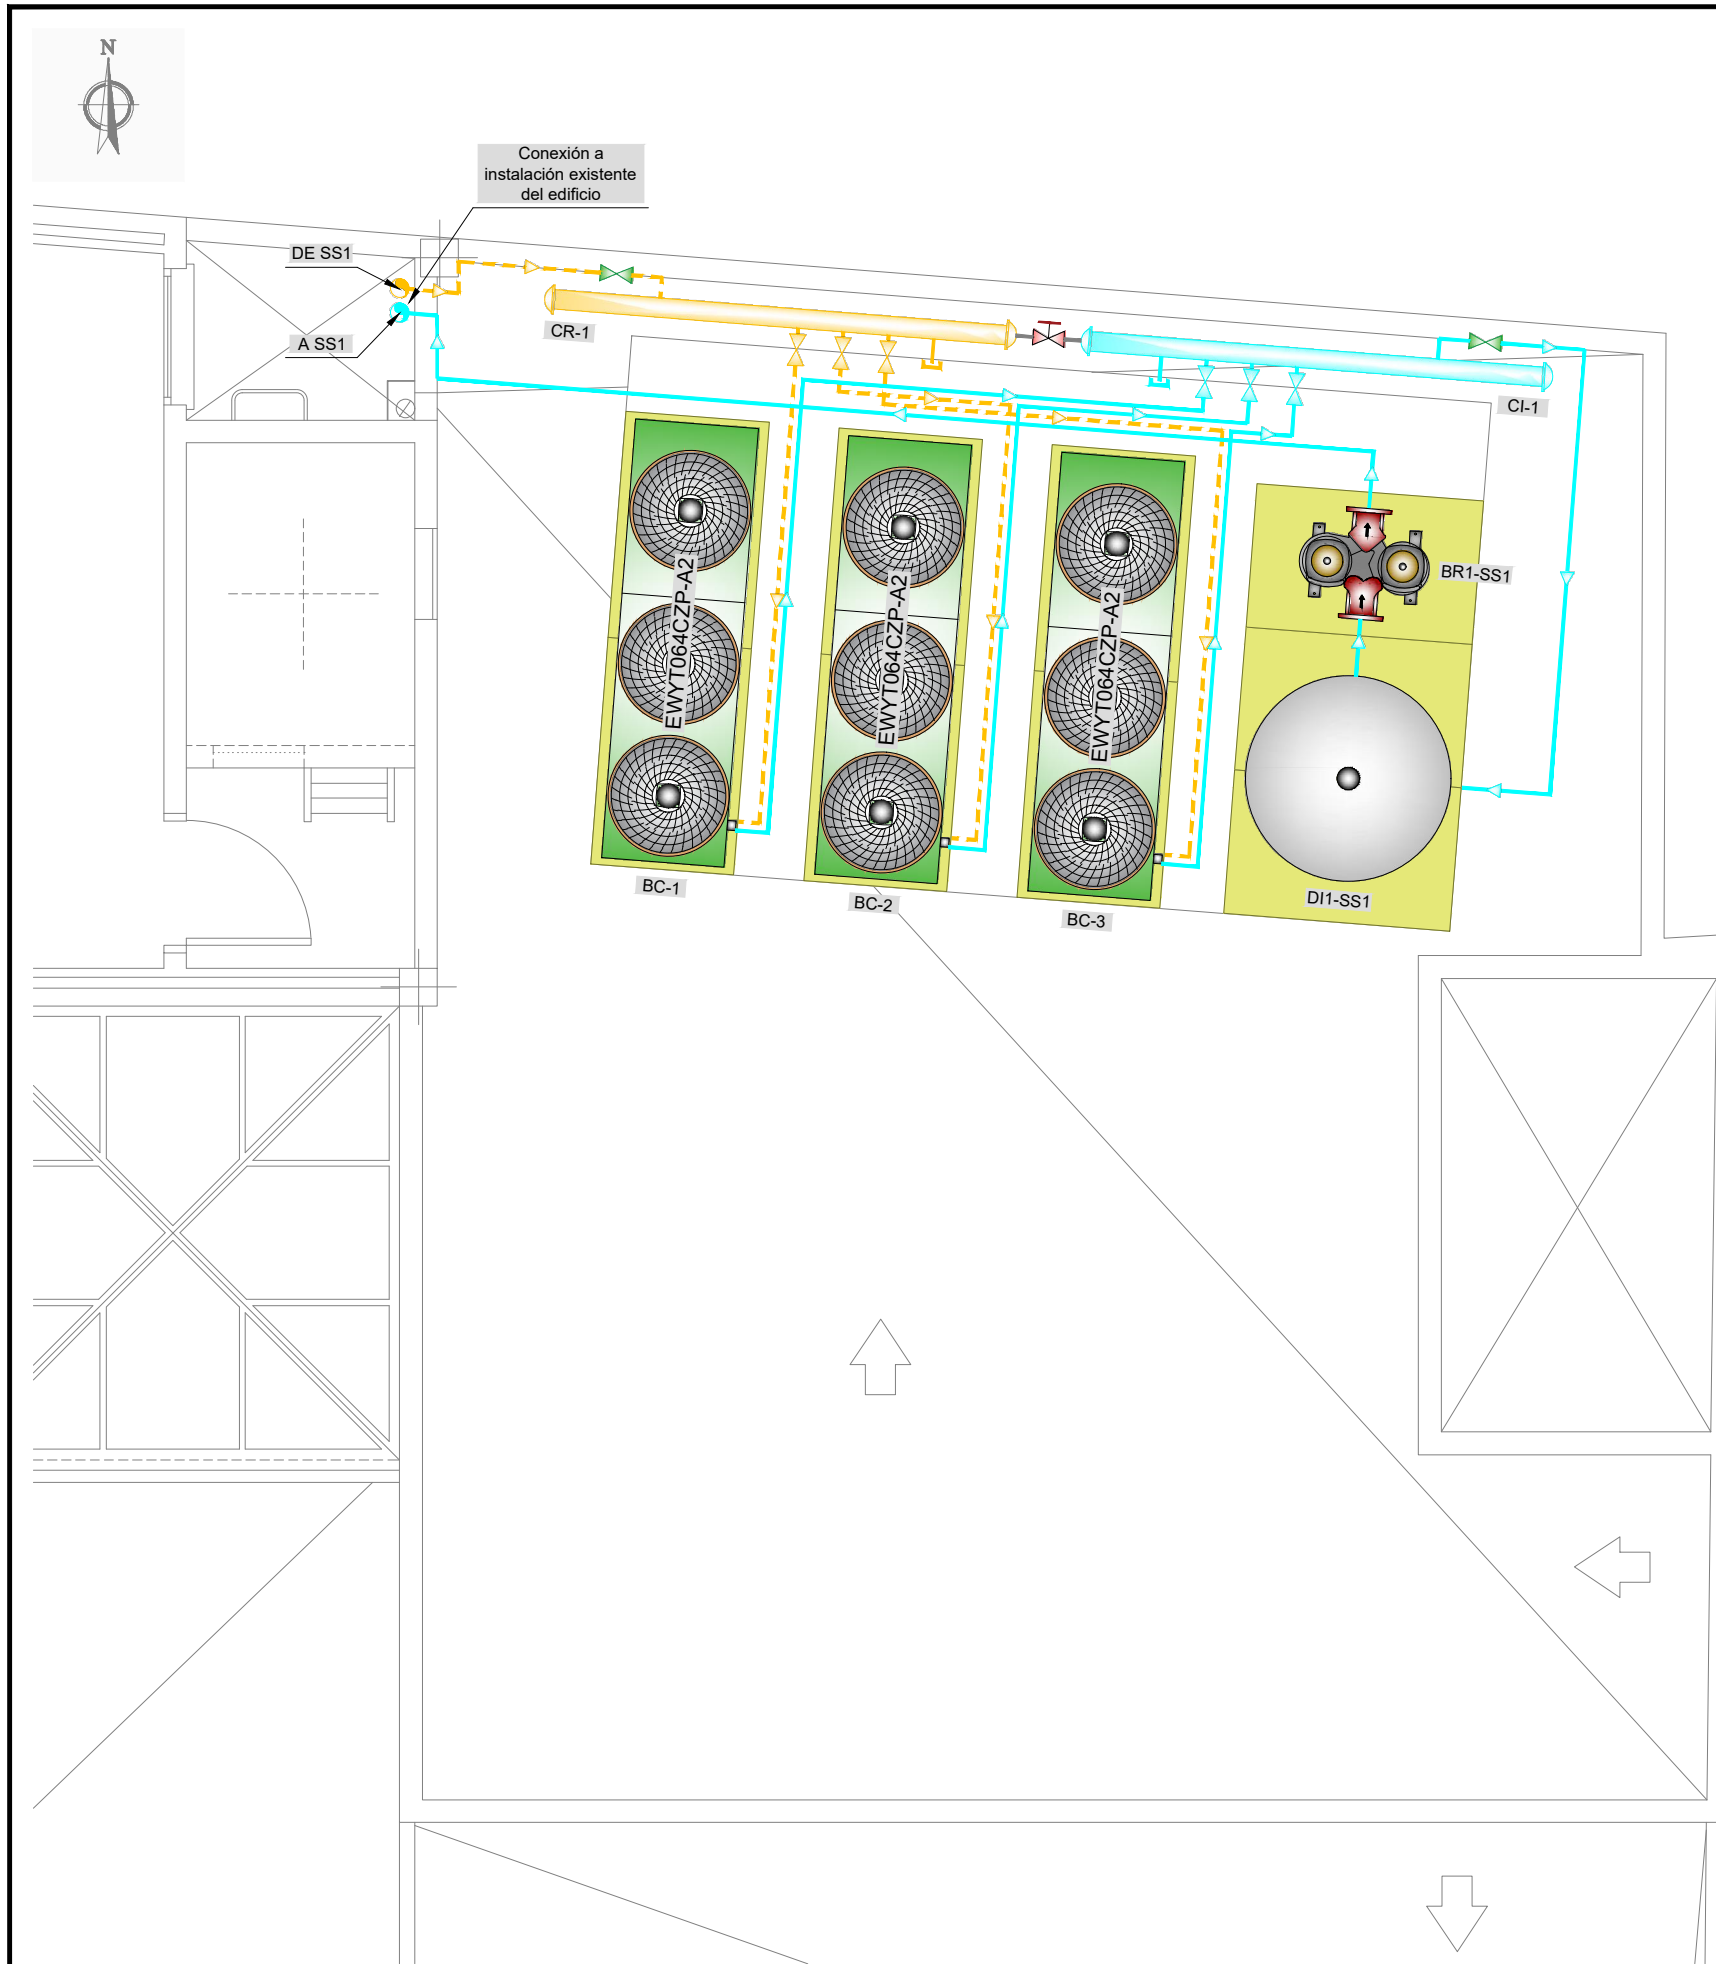 N
Conexión a
instalación existente
del edificio
DE SS1
A SS1
CR-1
CI-1
EWYT064CZP-A2
EWYT064CZP-A2
EWYT064CZP-A2
BR1-SS1
BC-1
BC-2
BC-3
DI1-SS1